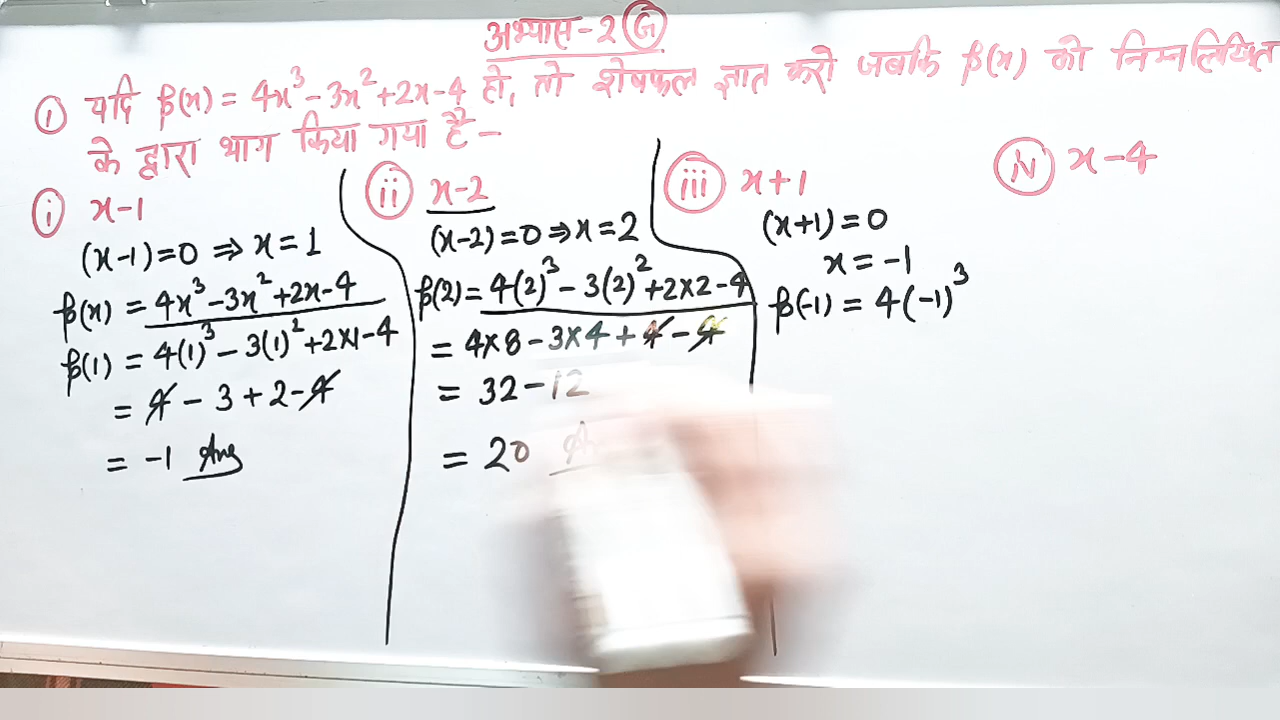 अभ्यास-2 G
① यदि p(x) = 4x³-3x²+2x-4 हो, तो शेषफल ज्ञात करो जबकि p(x) को निम्नलिखित
के द्वारा भाग किया गया है -
(i) x-1
(x-1)=0 ⇒ x=1
p(x) = 4x³-3x²+2x-4
p(1) = 4(1)³-3(1)²+2×1-4
= 4-3+2-4
= -1 Ans
(ii) x-2
(x-2)=0⇒x=2
p(2)=4(2)³-3(2)²+2×2-4
= 4×8-3×4+4-4
= 32-12
= 20
(iii) x+1
(x+1)=0
x=-1
p(-1) = 4(-1)³
(iv) x-4